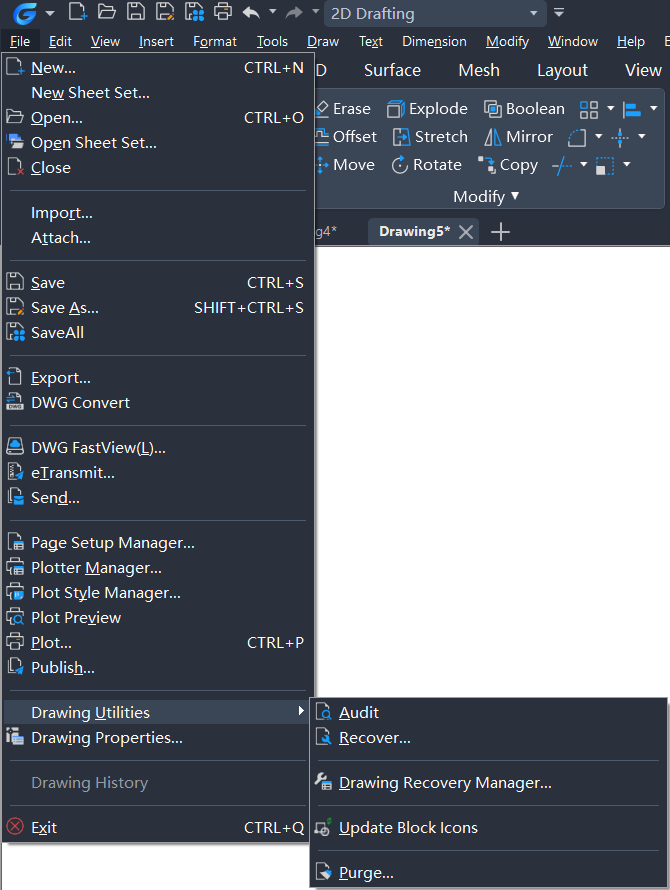 2D Drafting
File Edit View Insert Format Tools Draw Text Dimension Modify Window Help
Surface Mesh Layout View
New... CTRL+N
New Sheet Set...
Open... CTRL+O
Open Sheet Set...
Close
Import...
Attach...
Save CTRL+S
Save As... SHIFT+CTRL+S
SaveAll
Export...
DWG Convert
DWG FastView(L)...
eTransmit...
Send...
Page Setup Manager...
Plotter Manager...
Plot Style Manager...
Plot Preview
Plot... CTRL+P
Publish...
Drawing Utilities
Drawing Properties...
Drawing History
Exit CTRL+Q
Erase Explode Boolean
Offset Stretch Mirror
Move Rotate Copy
Modify
g4* Drawing5*
Audit
Recover...
Drawing Recovery Manager...
Update Block Icons
Purge...